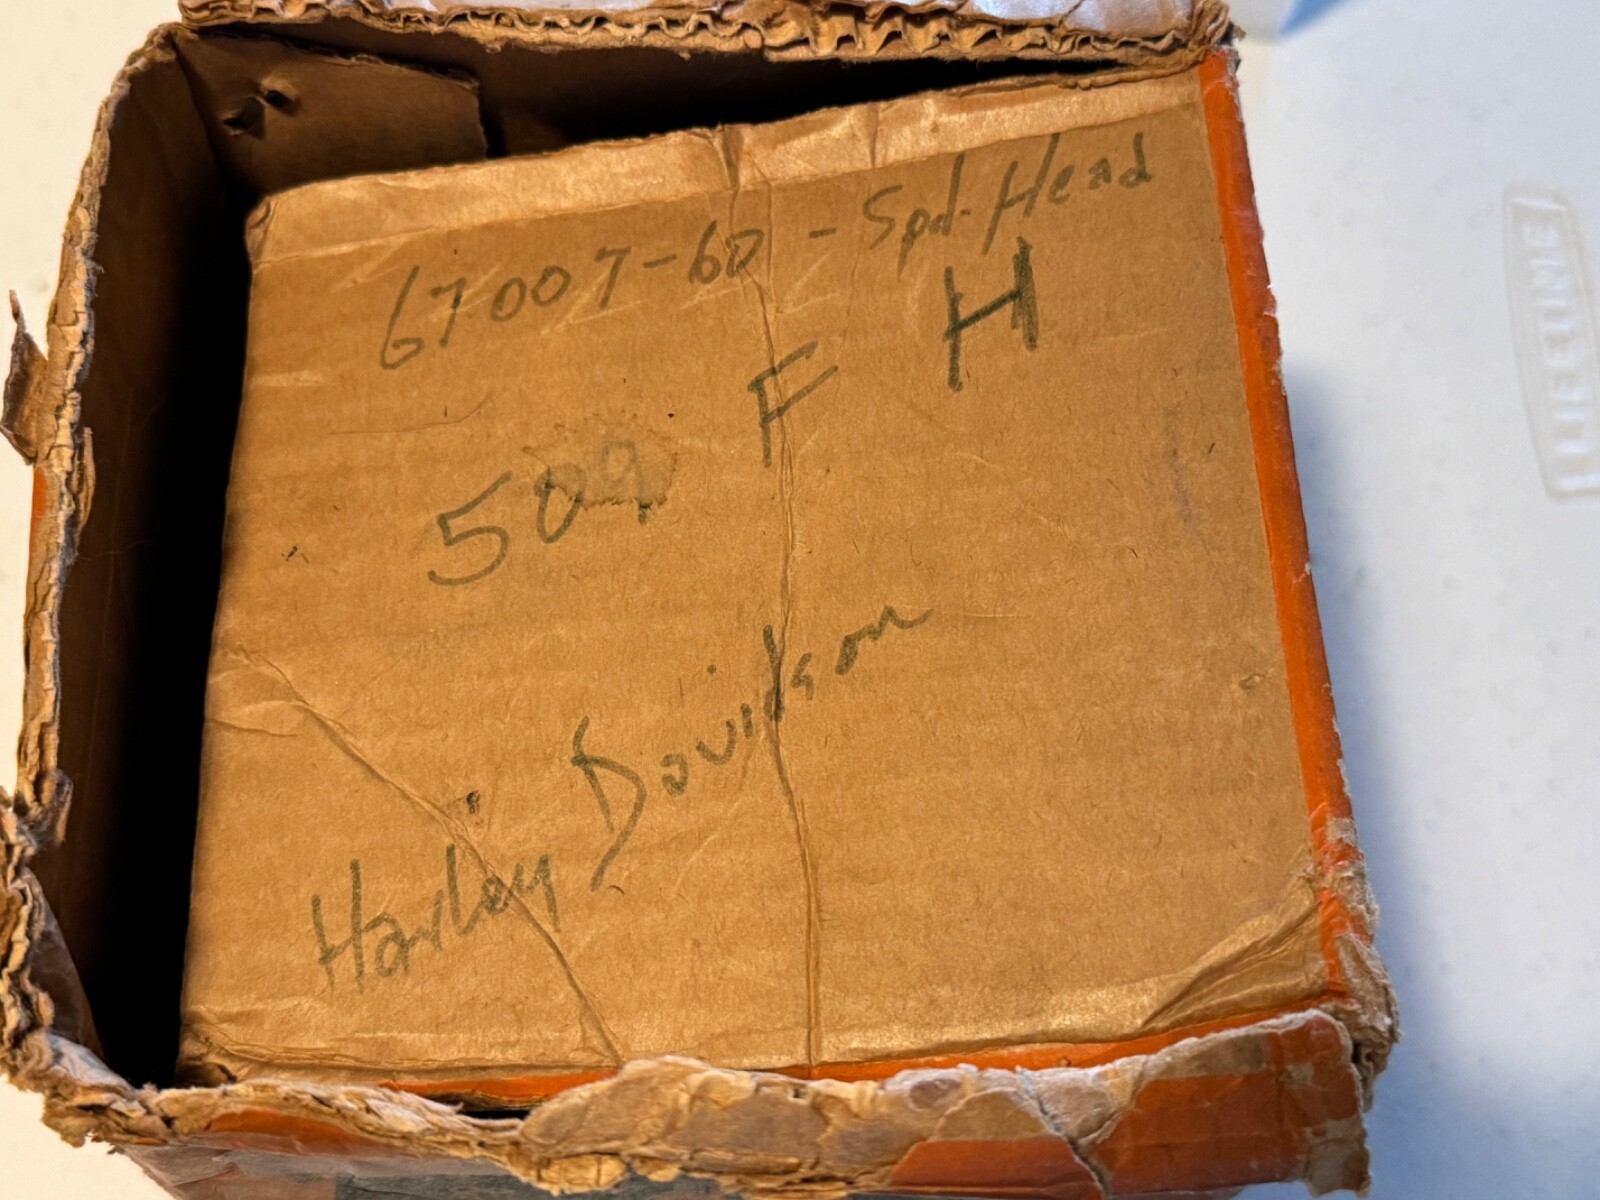 67007-60 - Spd. Head
H
F
509
Harley Davidson
LIFETIME